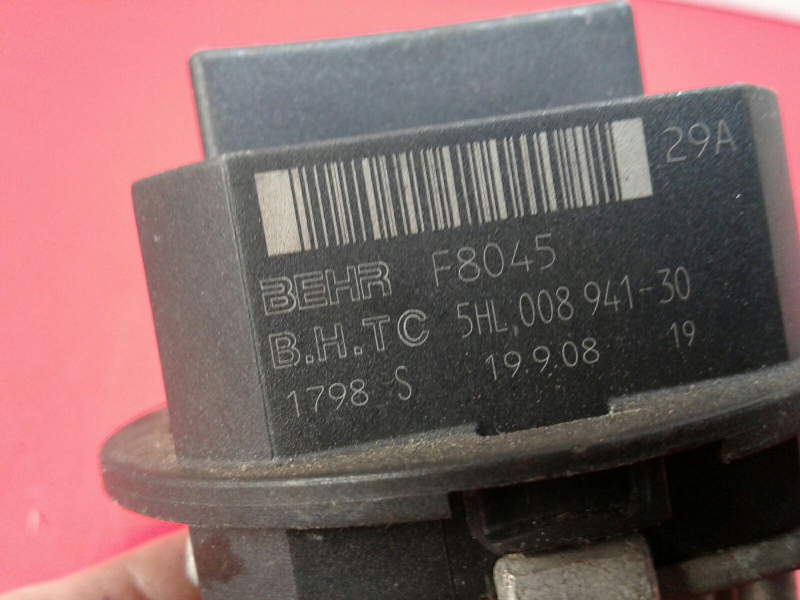 29A
BEHR F8045
B.H.T C 5HL.008 941-30
1798 S 19.9.08 19